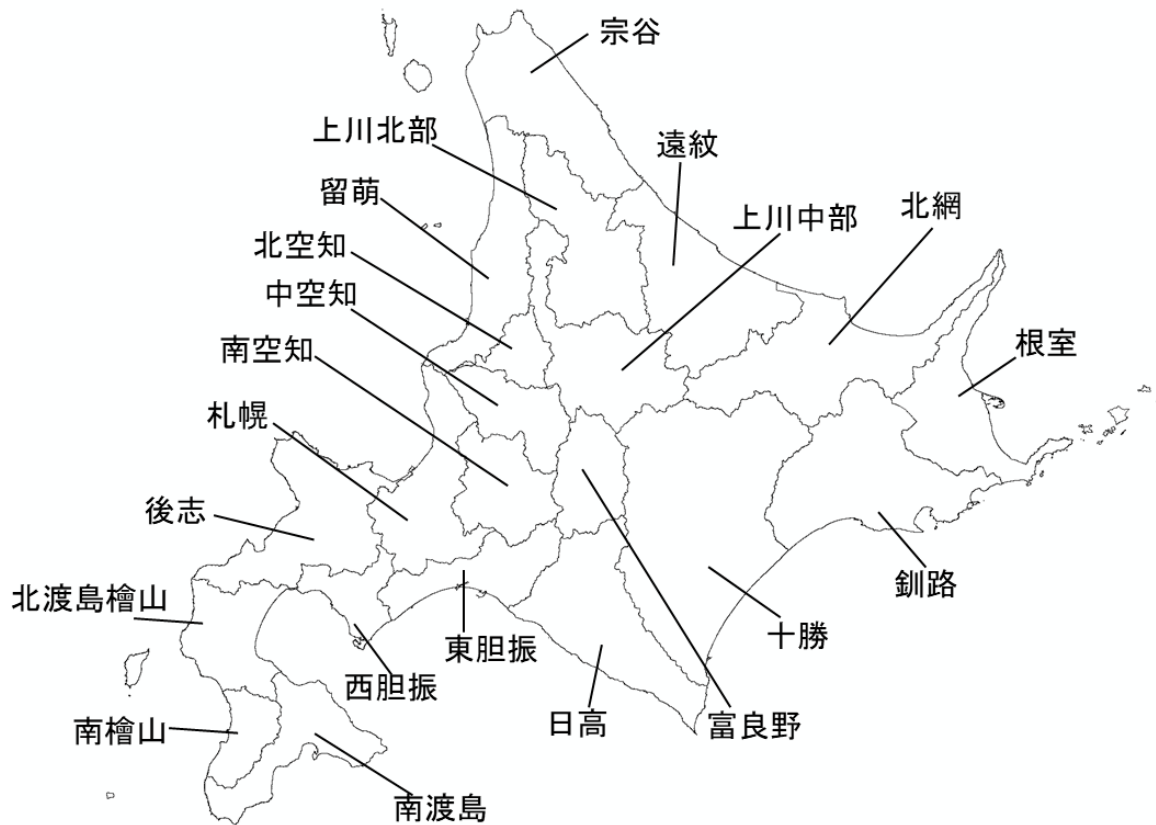 宗谷
上川北部
遠紋
留萌
北網
上川中部
北空知
中空知
南空知
根室
札幌
後志
釧路
北渡島檜山
十勝
東胆振
西胆振
日高
富良野
南檜山
南渡島